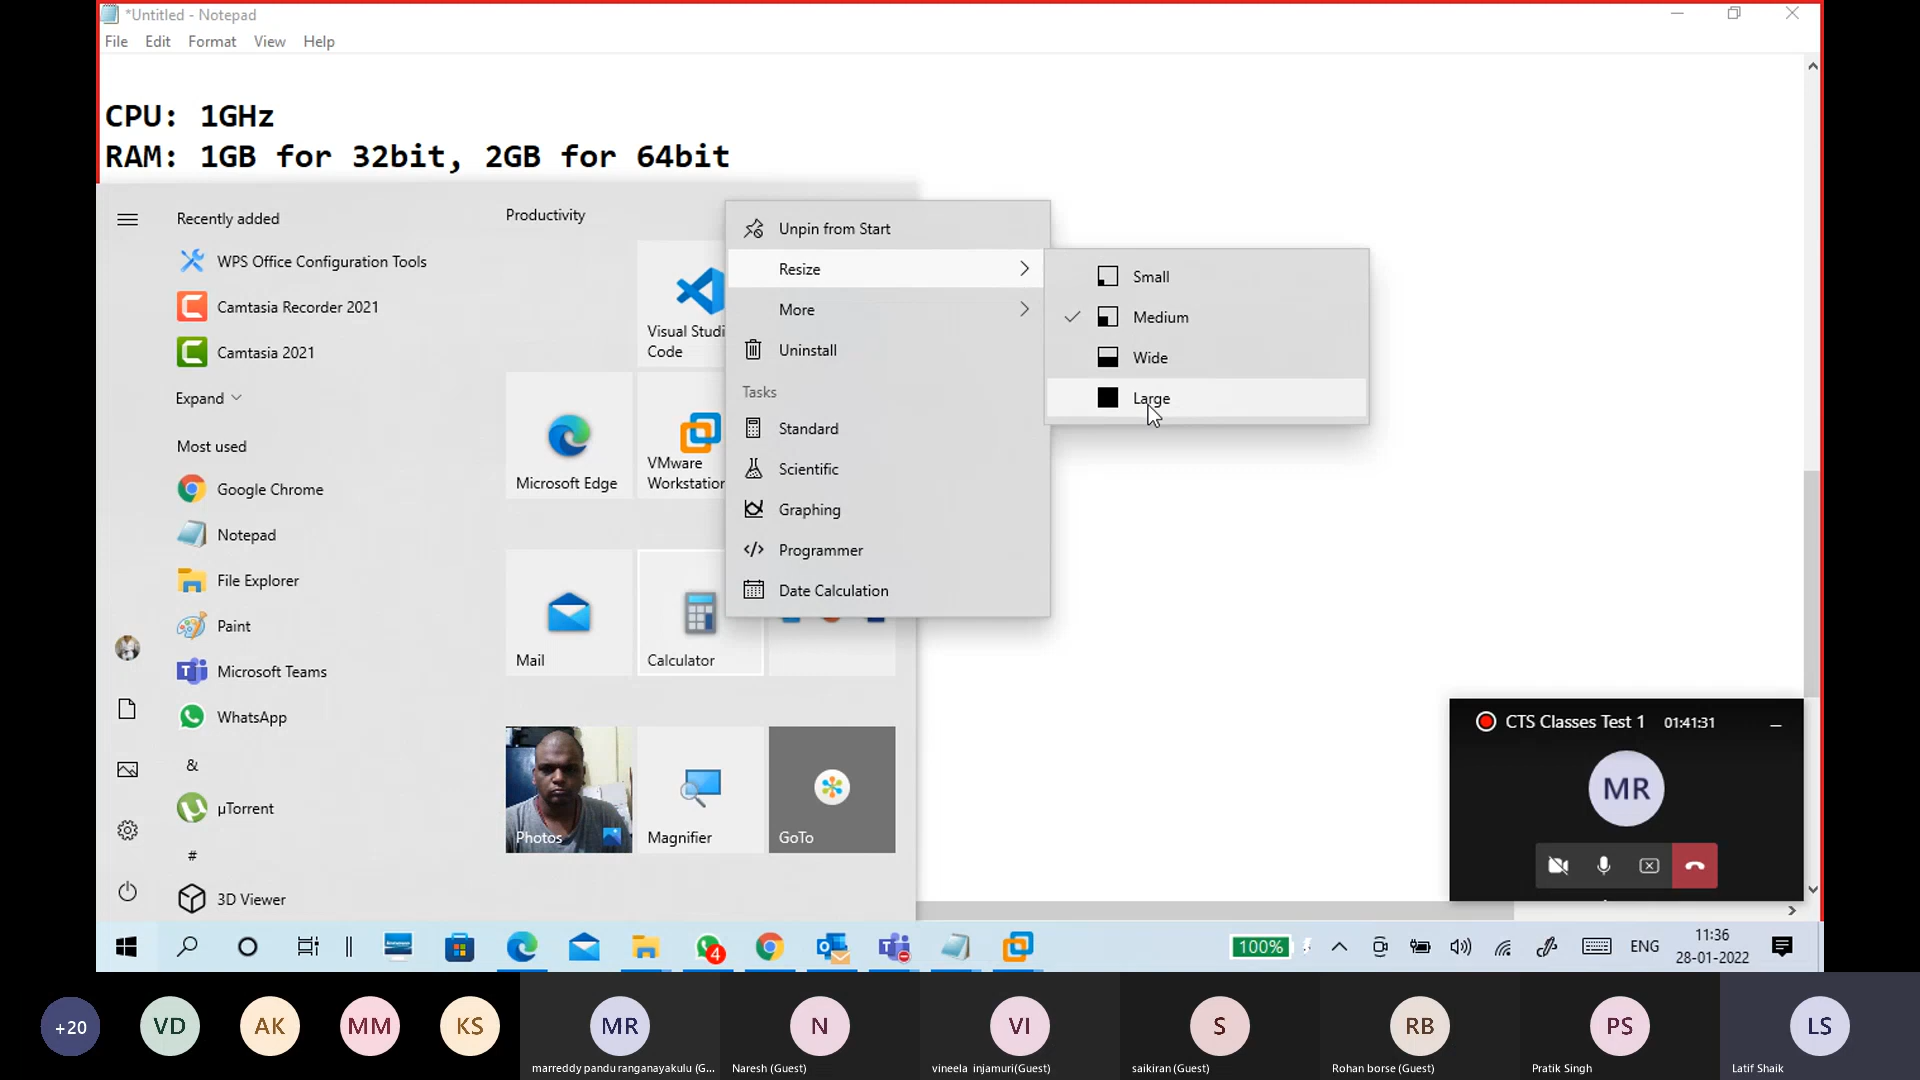 *Untitled - Notepad
File Edit Format View Help
CPU: 1GHz
RAM: 1GB for 32bit, 2GB for 64bit
Recently added
WPS Office Configuration Tools
Camtasia Recorder 2021
Camtasia 2021
Expand
Most used
Google Chrome
Notepad
File Explorer
Paint
Microsoft Teams
WhatsApp
&
µTorrent
#
3D Viewer
Productivity
Visual Studi
Code
Microsoft Edge
VMware
Workstation
Mail
Calculator
Photos
Magnifier
GoTo
Unpin from Start
Resize
More
Uninstall
Tasks
Standard
Scientific
Graphing
Programmer
Date Calculation
Small
Medium
Wide
Large
CTS Classes Test 1 01:41:31
MR
4
100%
ENG
11:36
28-01-2022
+20
VD
AK
MM
KS
MR
marreddy pandu ranganayakulu (G...
N
Naresh (Guest)
VI
vineela injamuri(Guest)
S
saikiran (Guest)
RB
Rohan borse (Guest)
PS
Pratik Singh
LS
Latif Shaik